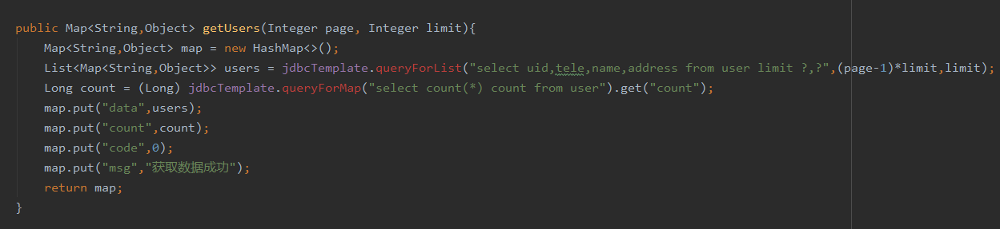 public Map<String,Object> getUsers(Integer page, Integer limit){
Map<String,Object> map = new HashMap<>();
List<Map<String,Object>> users = jdbcTemplate.queryForList("select uid,tele,name,address from user limit ?,?",(page-1)*limit,limit);
Long count = (Long) jdbcTemplate.queryForMap("select count(*) count from user").get("count");
map.put("data",users);
map.put("count",count);
map.put("code",0);
map.put("msg","获取数据成功");
return map;
}